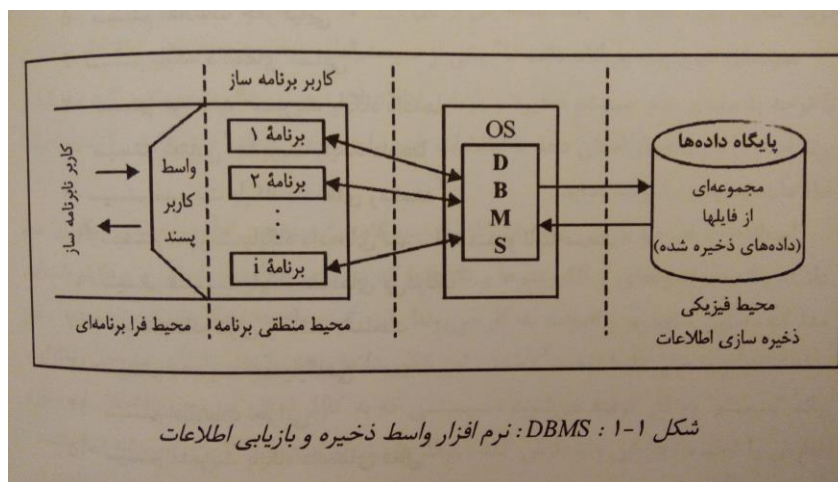 کاربر برنامه ساز
کاربر نابرنامه ساز
واسط
کاربر
پسند
برنامهٔ ۱
برنامهٔ ۲
⋮
برنامهٔ i
OS
D
B
M
S
پایگاه داده‌ها
مجموعه‌ای
از فایلها
(داده‌های ذخیره شده)
محیط فیزیکی
ذخیره سازی اطلاعات
محیط منطقی برنامه
محیط فرا برنامه‌ای
شکل ۱-۱ : DBMS : نرم افزار واسط ذخیره و بازیابی اطلاعات